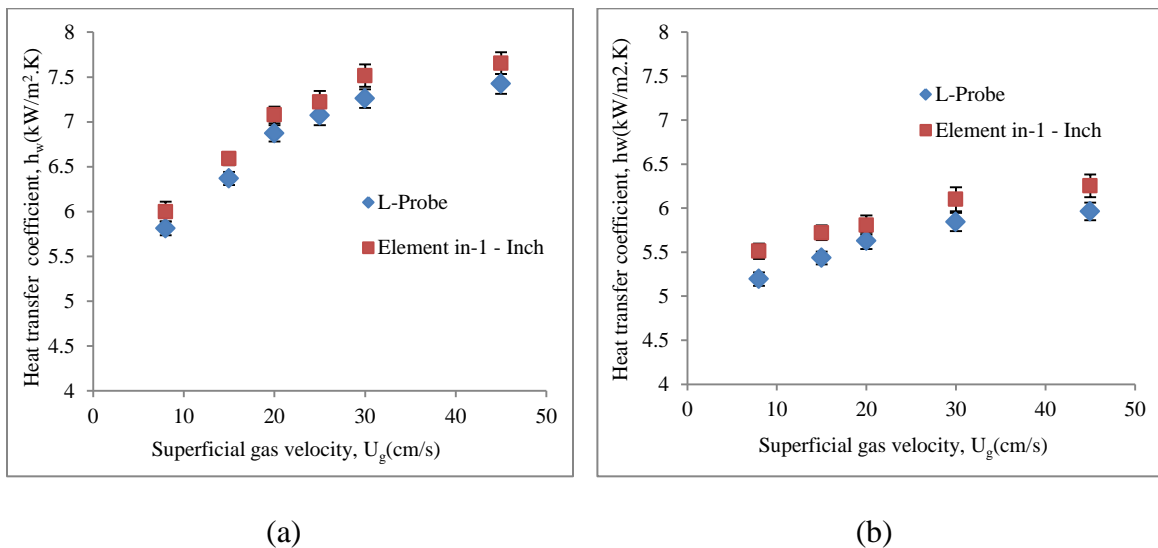 8
7.5
7
6.5
6
5.5
5
4.5
4
Heat transfer coefficient, h_w(kW/m².K)
L-Probe
Element in-1 - Inch
0 10 20 30 40 50
Superficial gas velocity, U_g(cm/s)
(a)
8
7.5
7
6.5
6
5.5
5
4.5
4
Heat transfer coefficient, hw(kW/m2.K)
L-Probe
Element in-1 - Inch
0 10 20 30 40 50
Superficial gas velocity, U_g(cm/s)
(b)